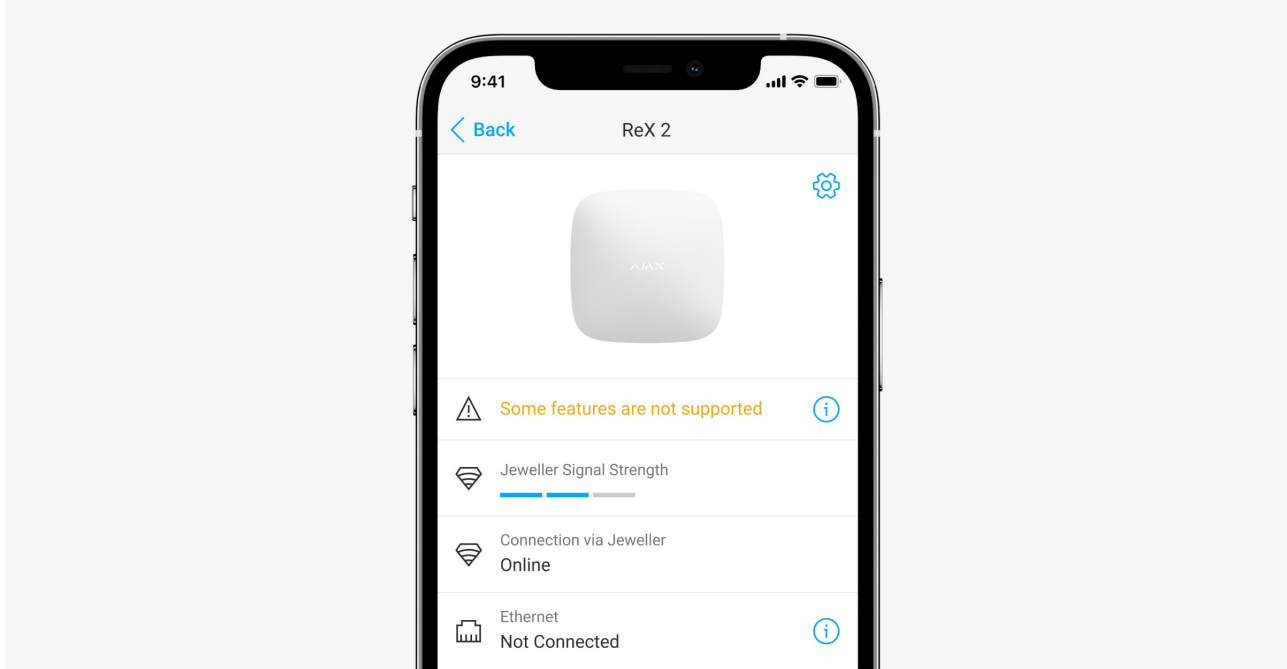 9:41
Back
ReX 2
AJAX
Some features are not supported
Jeweller Signal Strength
Connection via Jeweller
Online
Ethernet
Not Connected